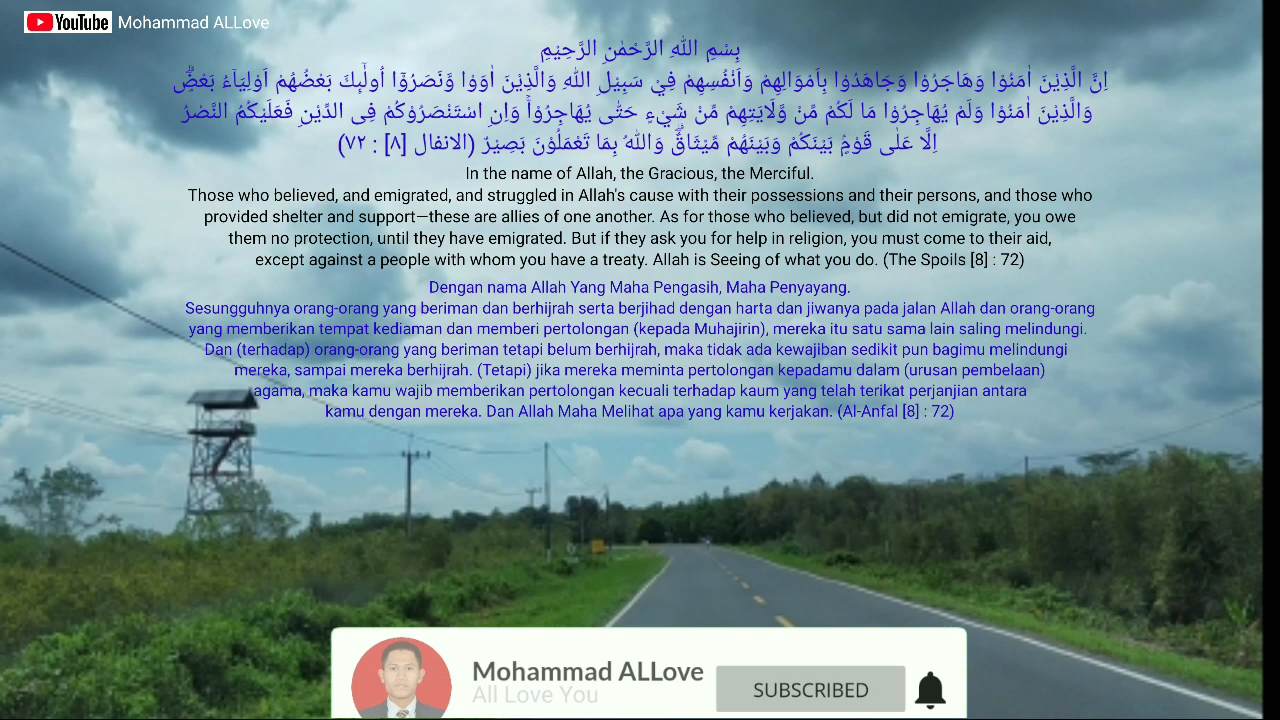 YouTube Mohammad ALLove
بِسْمِ اللّٰهِ الرَّحْمٰنِ الرَّحِيْمِ
اِنَّ الَّذِيْنَ اٰمَنُوْا وَهَاجَرُوْا وَجَاهَدُوْا بِاَمْوَالِهِمْ وَاَنْفُسِهِمْ فِيْ سَبِيْلِ اللّٰهِ وَالَّذِيْنَ اٰوَوْا وَّنَصَرُوْٓا اُولٰۤىِٕكَ بَعْضُهُمْ اَوْلِيَاۤءُ بَعْضٍۗ
وَالَّذِيْنَ اٰمَنُوْا وَلَمْ يُهَاجِرُوْا مَا لَكُمْ مِّنْ وَّلَايَتِهِمْ مِّنْ شَيْءٍ حَتّٰى يُهَاجِرُوْاۚ وَاِنِ اسْتَنْصَرُوْكُمْ فِى الدِّيْنِ فَعَلَيْكُمُ النَّصْرُ
اِلَّا عَلٰى قَوْمٍۢ بَيْنَكُمْ وَبَيْنَهُمْ مِّيْثَاقٌۗ وَاللّٰهُ بِمَا تَعْمَلُوْنَ بَصِيْرٌ (الانفال [٨] : ٧٢)
In the name of Allah, the Gracious, the Merciful.
Those who believed, and emigrated, and struggled in Allah's cause with their possessions and their persons, and those who
provided shelter and support—these are allies of one another. As for those who believed, but did not emigrate, you owe
them no protection, until they have emigrated. But if they ask you for help in religion, you must come to their aid,
except against a people with whom you have a treaty. Allah is Seeing of what you do. (The Spoils [8] : 72)
Dengan nama Allah Yang Maha Pengasih, Maha Penyayang.
Sesungguhnya orang-orang yang beriman dan berhijrah serta berjihad dengan harta dan jiwanya pada jalan Allah dan orang-orang
yang memberikan tempat kediaman dan memberi pertolongan (kepada Muhajirin), mereka itu satu sama lain saling melindungi.
Dan (terhadap) orang-orang yang beriman tetapi belum berhijrah, maka tidak ada kewajiban sedikit pun bagimu melindungi
mereka, sampai mereka berhijrah. (Tetapi) jika mereka meminta pertolongan kepadamu dalam (urusan pembelaan)
agama, maka kamu wajib memberikan pertolongan kecuali terhadap kaum yang telah terikat perjanjian antara
kamu dengan mereka. Dan Allah Maha Melihat apa yang kamu kerjakan. (Al-Anfal [8] : 72)
Mohammad ALLove
All Love You
SUBSCRIBED